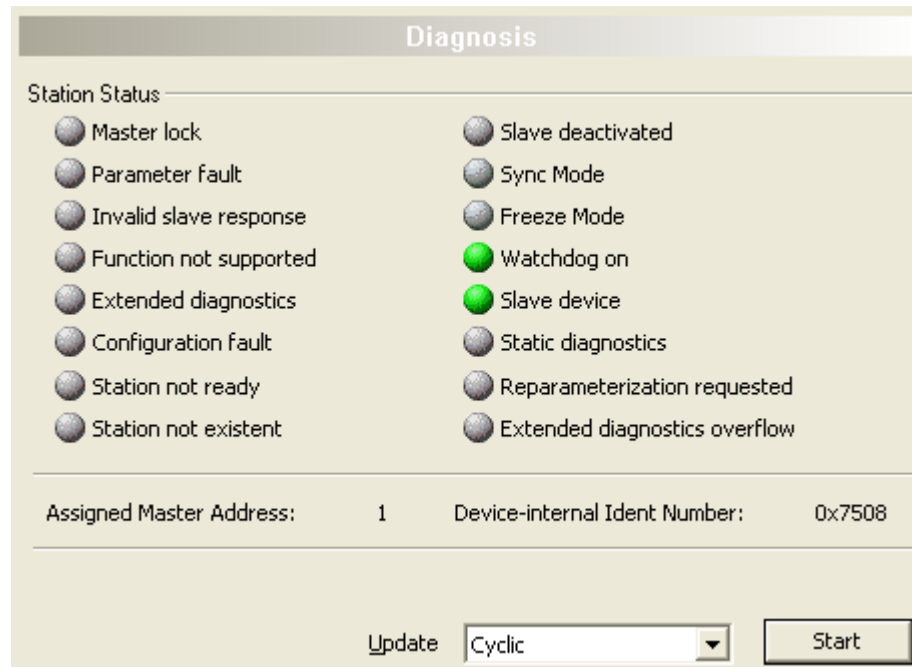 Diagnosis
Station Status
Master lock
Slave deactivated
Parameter fault
Sync Mode
Invalid slave response
Freeze Mode
Function not supported
Watchdog on
Extended diagnostics
Slave device
Configuration fault
Static diagnostics
Station not ready
Reparameterization requested
Station not existent
Extended diagnostics overflow
Assigned Master Address: 1 Device-internal Ident Number: 0x7508
Update Cyclic Start